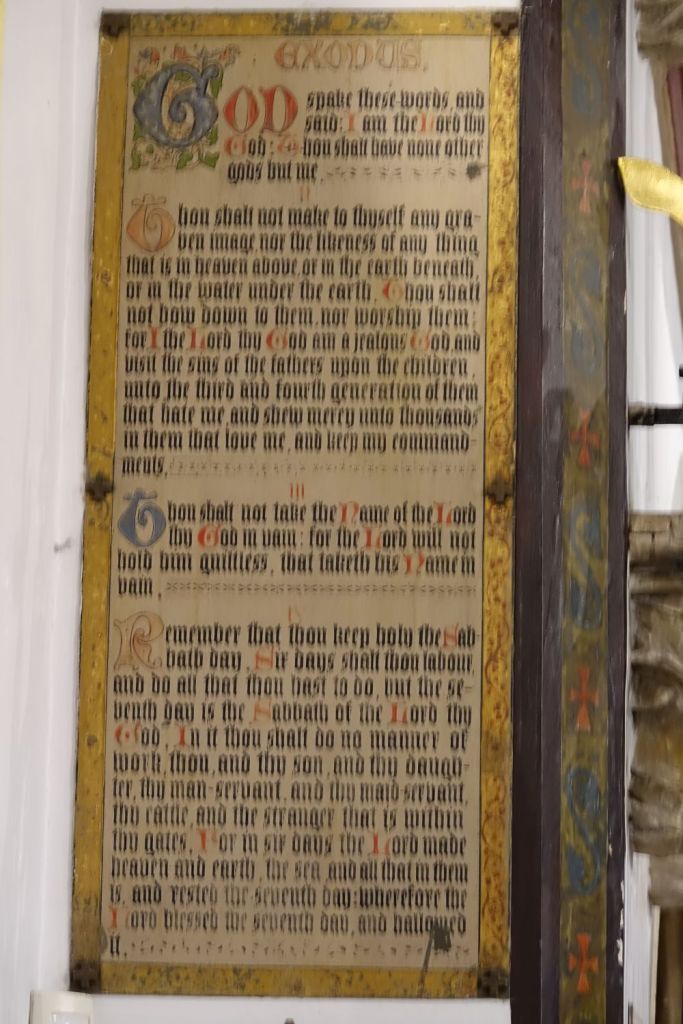 EXODUS.
GOD spake these words, and
said: I am the Lord thy
God: Thou shalt have none other
gods but me.
II
Thou shalt not make to thyself any gra-
ven image, nor the likeness of any thing
that is in heaven above, or in the earth beneath,
or in the water under the earth. Thou shalt
not bow down to them, nor worship them:
for I the Lord thy God am a jealous God and
visit the sins of the fathers upon the children,
unto the third and fourth generation of them
that hate me, and shew mercy unto thousands
in them that love me, and keep my command-
ments.
III
Thou shalt not take the Name of the Lord
thy God in vain: for the Lord will not
hold him guiltless, that taketh his Name in
vain.
IV
Remember that thou keep holy the Sab-
bath day. Six days shalt thou labour,
and do all that thou hast to do, but the se-
venth day is the Sabbath of the Lord thy
God. In it thou shalt do no manner of
work, thou, and thy son, and thy daugh-
ter, thy man-servant, and thy maid-servant,
thy cattle, and the stranger that is within
thy gates. For in six days the Lord made
heaven and earth, the sea, and all that in them
is, and rested the seventh day: wherefore the
Lord blessed the seventh day, and hallowed
it.